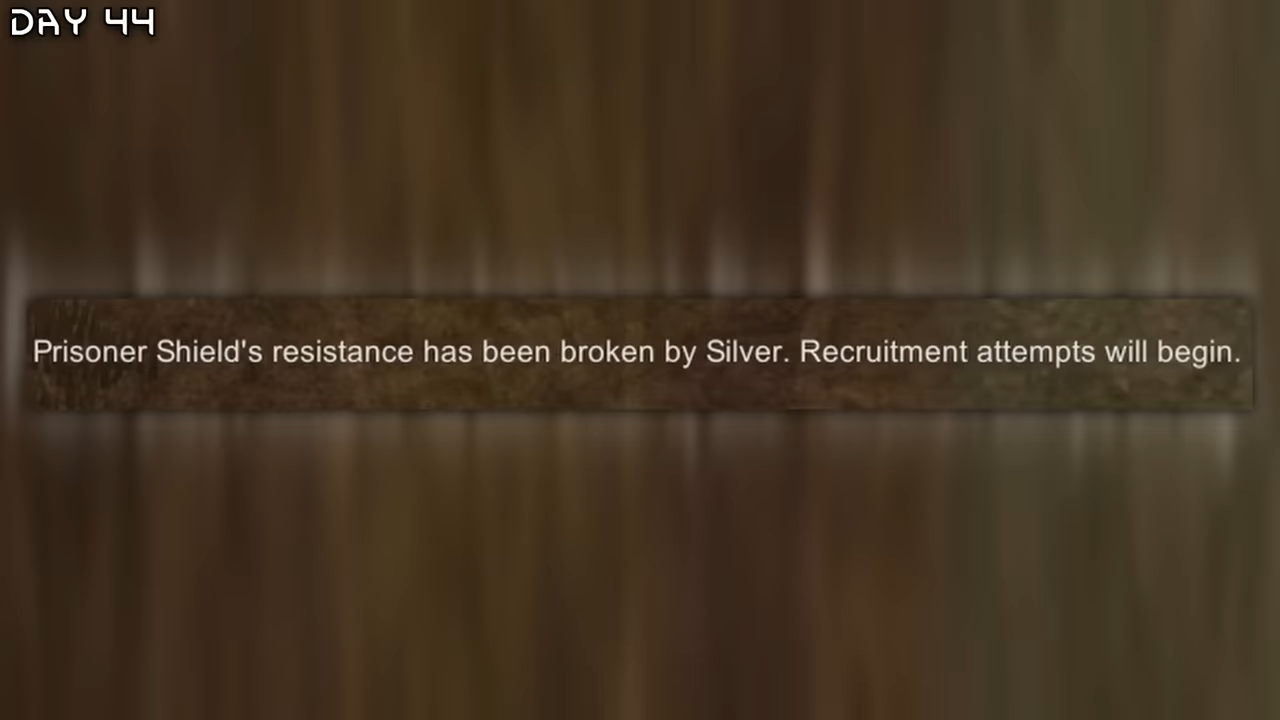 DAY 44
Prisoner Shield's resistance has been broken by Silver. Recruitment attempts will begin.